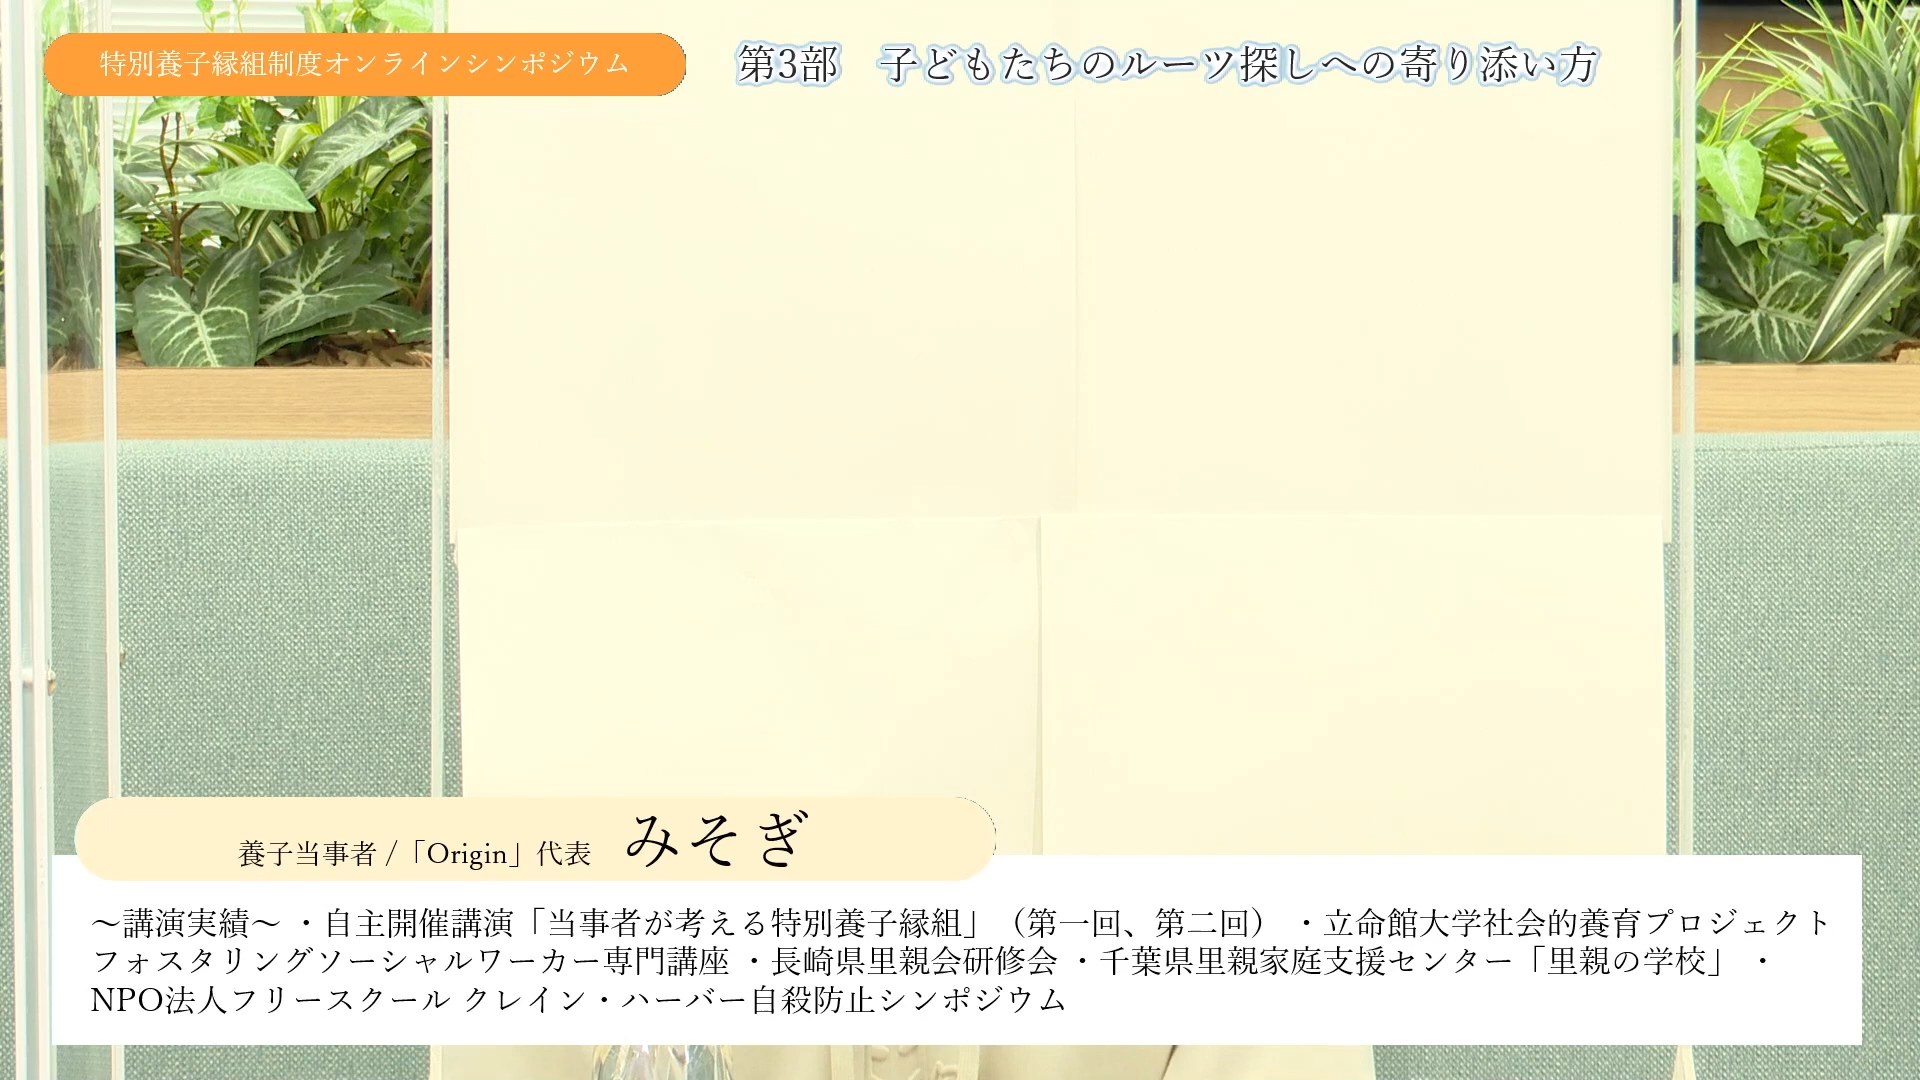 特別養子縁組制度オンラインシンポジウム
第3部　子どもたちのルーツ探しへの寄り添い方
養子当事者 /「Origin」代表　みそぎ
～講演実績～ ・自主開催講演「当事者が考える特別養子縁組」（第一回、第二回） ・立命館大学社会的養育プロジェクト
フォスタリングソーシャルワーカー専門講座 ・長崎県里親会研修会 ・千葉県里親家庭支援センター「里親の学校」 ・
NPO法人フリースクール クレイン・ハーバー自殺防止シンポジウム